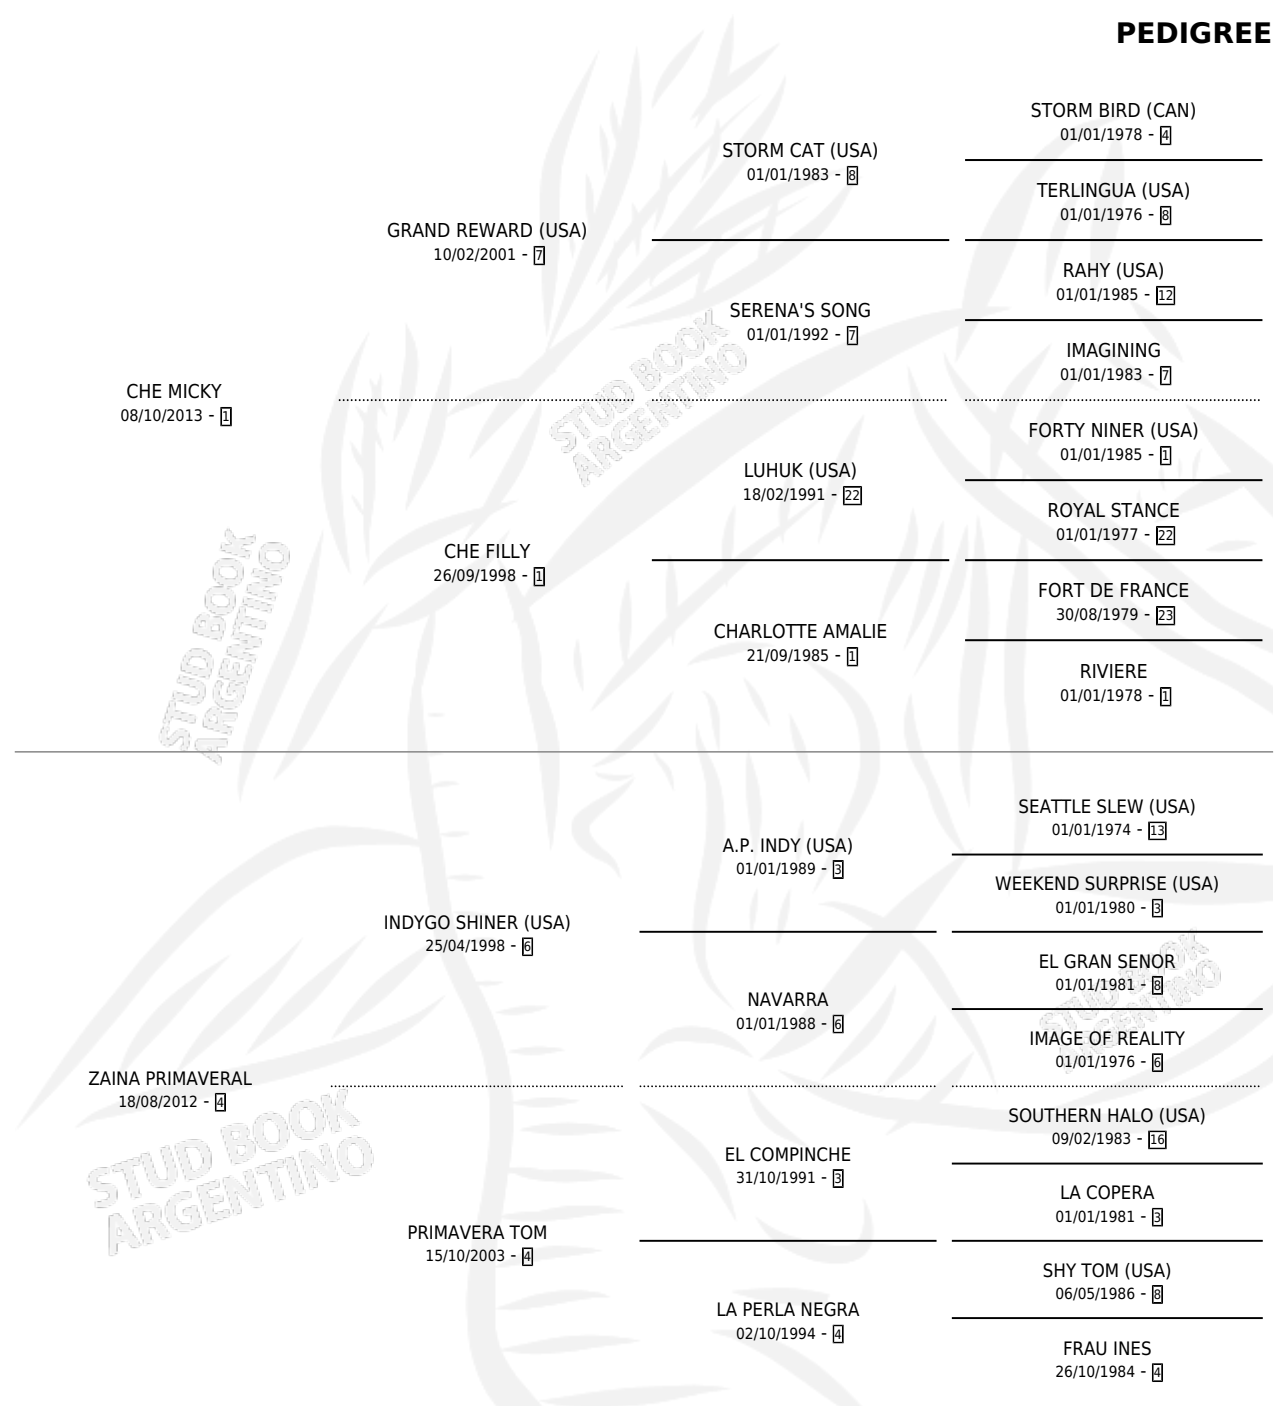 PEDIGREE
STORM BIRD (CAN)
01/01/1978 - 4
STORM CAT (USA)
01/01/1983 - 8
TERLINGUA (USA)
01/01/1976 - 8
GRAND REWARD (USA)
10/02/2001 - 7
RAHY (USA)
01/01/1985 - 12
SERENA'S SONG
01/01/1992 - 7
IMAGINING
01/01/1983 - 7
CHE MICKY
08/10/2013 - 1
STUD BOOK
ARGENTINO
FORTY NINER (USA)
01/01/1985 - 1
LUHUK (USA)
18/02/1991 - 22
ROYAL STANCE
01/01/1977 - 22
CHE FILLY
26/09/1998 - 1
FORT DE FRANCE
30/08/1979 - 23
CHARLOTTE AMALIE
21/09/1985 - 1
RIVIERE
01/01/1978 - 1
STUD BOOK
ARGENTINO
SEATTLE SLEW (USA)
01/01/1974 - 13
A.P. INDY (USA)
01/01/1989 - 3
WEEKEND SURPRISE (USA)
01/01/1980 - 3
INDYGO SHINER (USA)
25/04/1998 - 6
EL GRAN SENOR
01/01/1981 - 8
NAVARRA
01/01/1988 - 6
STUD BOOK
ARGENTINO
IMAGE OF REALITY
01/01/1976 - 6
ZAINA PRIMAVERAL
18/08/2012 - 4
SOUTHERN HALO (USA)
09/02/1983 - 16
EL COMPINCHE
31/10/1991 - 3
STUD BOOK
ARGENTINO
LA COPERA
01/01/1981 - 3
PRIMAVERA TOM
15/10/2003 - 4
SHY TOM (USA)
06/05/1986 - 8
LA PERLA NEGRA
02/10/1994 - 4
FRAU INES
26/10/1984 - 4